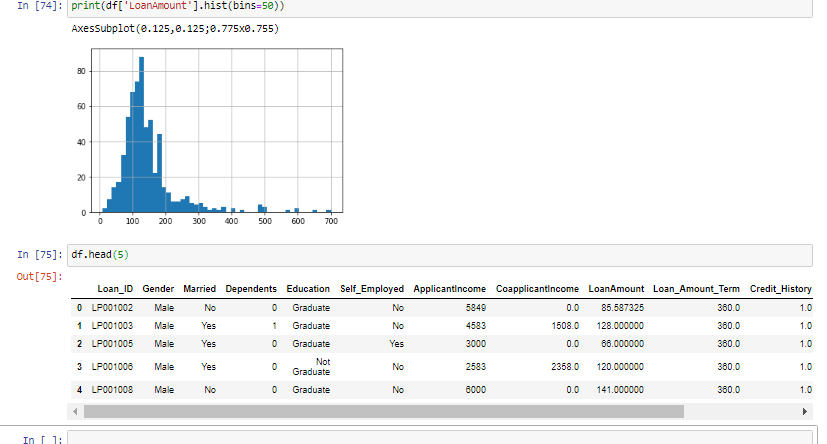 In [74]: print(df['LoanAmount'].hist(bins=50))
AxesSubplot(0.125,0.125;0.775x0.755)
80
60
40
20
0
0 100 200 300 400 500 600 700
In [75]: df.head(5)
Out[75]:
Loan_ID Gender Married Dependents Education Self_Employed ApplicantIncome CoapplicantIncome LoanAmount Loan_Amount_Term Credit_History
0 LP001002 Male No 0 Graduate No 5849 0.0 85.587325 360.0 1.0
1 LP001003 Male Yes 1 Graduate No 4583 1508.0 128.000000 360.0 1.0
2 LP001005 Male Yes 0 Graduate Yes 3000 0.0 66.000000 360.0 1.0
3 LP001006 Male Yes 0 Not Graduate No 2583 2358.0 120.000000 360.0 1.0
4 LP001008 Male No 0 Graduate No 6000 0.0 141.000000 360.0 1.0
In [ ]: